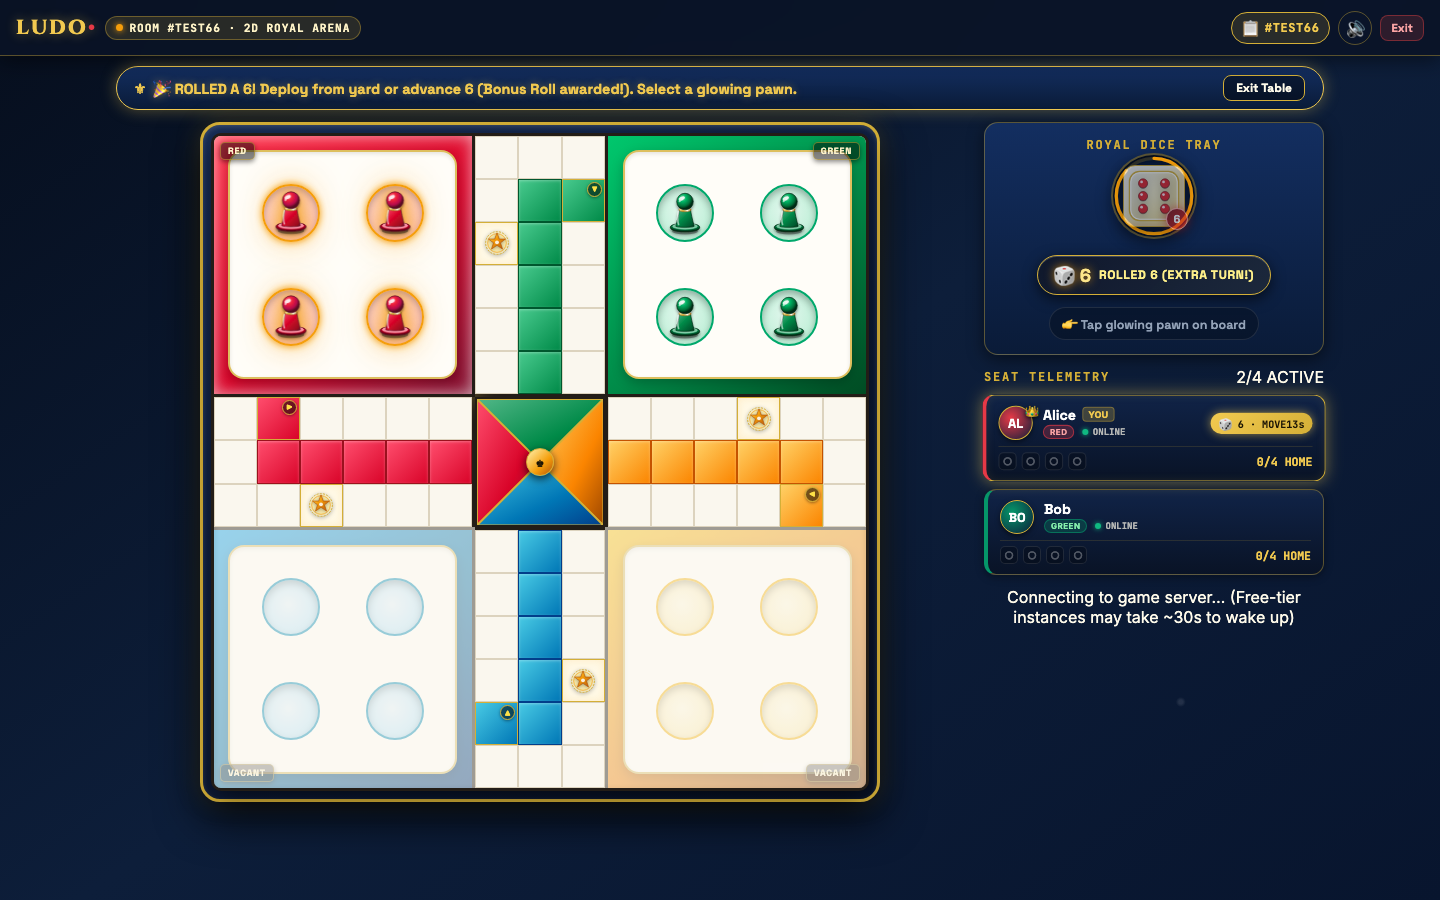 LUDO
ROOM #TEST66 · 2D ROYAL ARENA
#TEST66
Exit
ROLLED A 6! Deploy from yard or advance 6 (Bonus Roll awarded!). Select a glowing pawn.
Exit Table
RED
GREEN
VACANT
VACANT
ROYAL DICE TRAY
6
6 ROLLED 6 (EXTRA TURN!)
Tap glowing pawn on board
SEAT TELEMETRY
2/4 ACTIVE
AL
Alice YOU
RED ONLINE
6 · MOVE13s
0/4 HOME
BO
Bob
GREEN ONLINE
0/4 HOME
Connecting to game server... (Free-tier
instances may take ~30s to wake up)